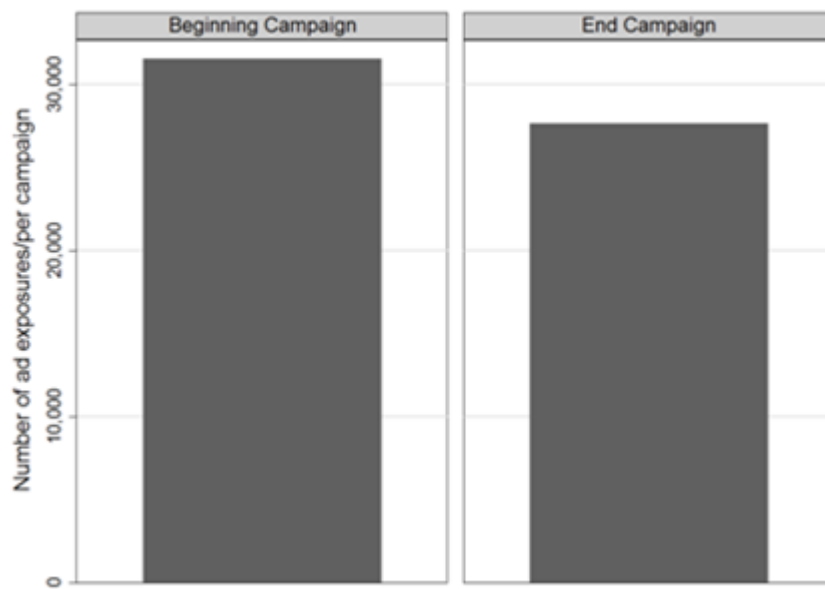 Beginning Campaign
End Campaign
Number of ad exposures/per campaign
30,000
20,000
10,000
0